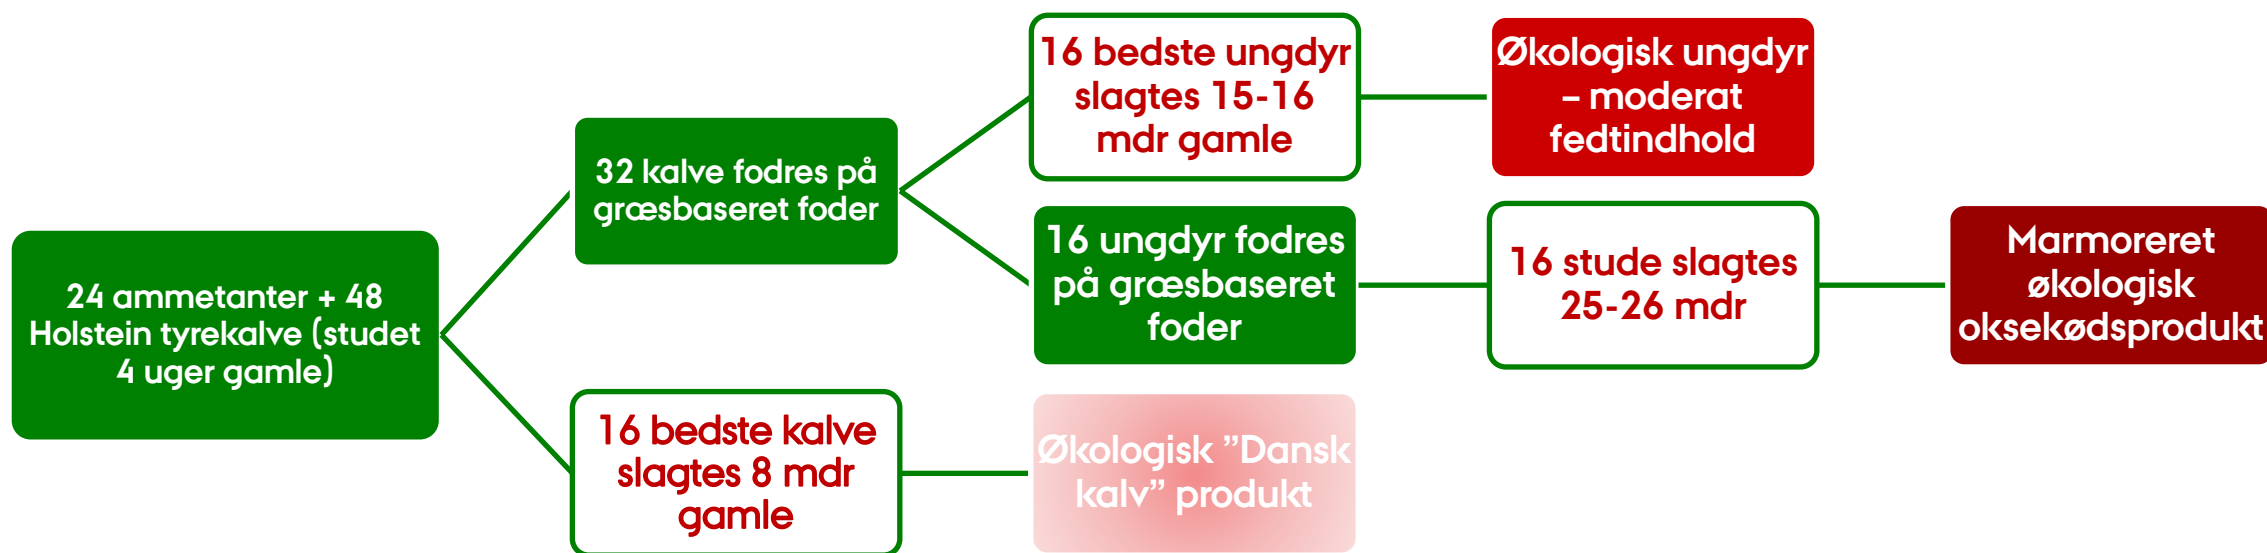 24 ammetanter + 48
Holstein tyrekalve (studet
4 uger gamle)
32 kalve fodres på
græsbaseret foder
16 bedste kalve
slagtes 8 mdr
gamle
16 bedste ungdyr
slagtes 15-16
mdr gamle
16 ungdyr fodres
på græsbaseret
foder
Økologisk ”Dansk
kalv” produkt
Økologisk ungdyr
– moderat
fedtindhold
16 stude slagtes
25-26 mdr
Marmoreret
økologisk
oksekødsprodukt